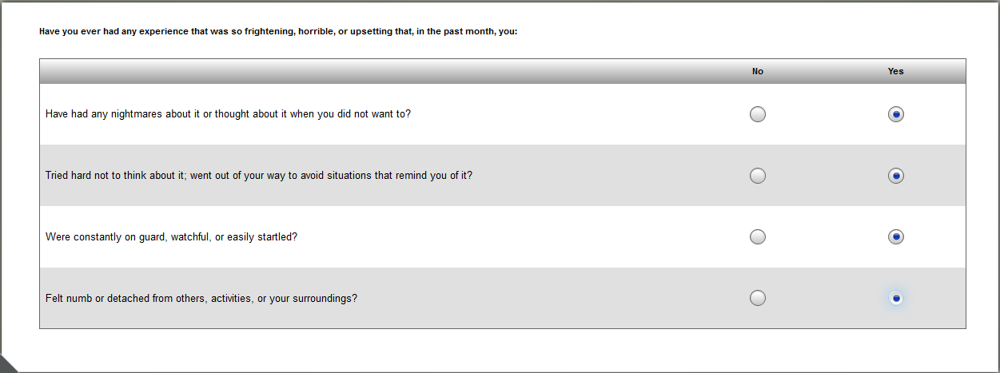 Have you ever had any experience that was so frightening, horrible, or upsetting that, in the past month, you:
No Yes
Have had any nightmares about it or thought about it when you did not want to?
Tried hard not to think about it; went out of your way to avoid situations that remind you of it?
Were constantly on guard, watchful, or easily startled?
Felt numb or detached from others, activities, or your surroundings?